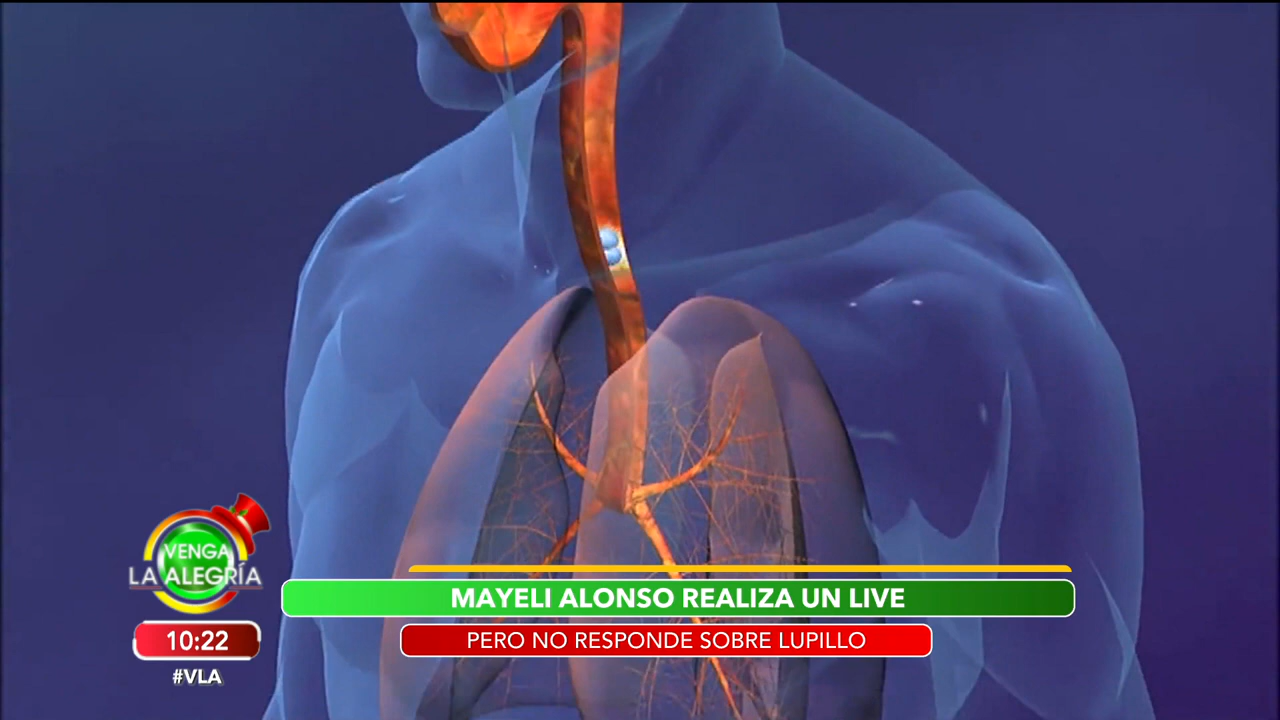 VENGA
LA ALEGRÍA
MAYELI ALONSO REALIZA UN LIVE
10:22
PERO NO RESPONDE SOBRE LUPILLO
#VLA